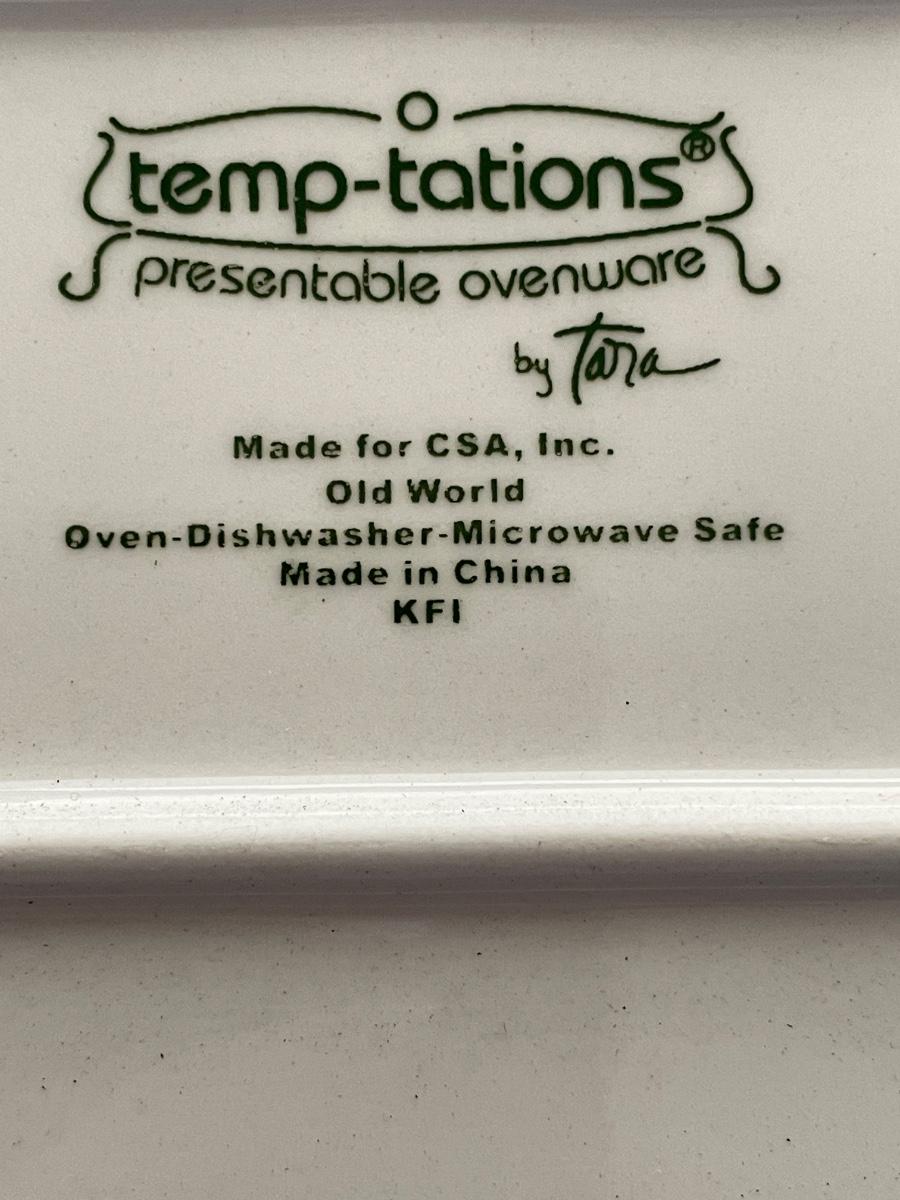 temp-tations®
presentable ovenware
by Tara
Made for CSA, Inc.
Old World
Oven-Dishwasher-Microwave Safe
Made in China
KFI